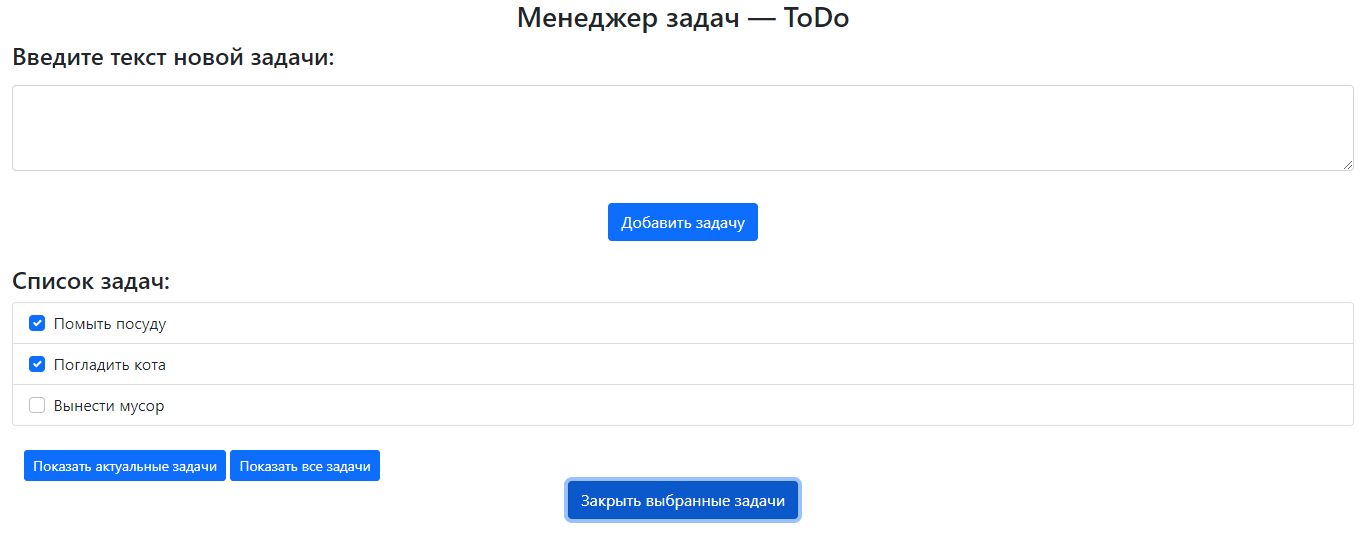 Менеджер задач — ToDo
Введите текст новой задачи:
Добавить задачу
Список задач:
Помыть посуду
Погладить кота
Вынести мусор
Показать актуальные задачи Показать все задачи
Закрыть выбранные задачи